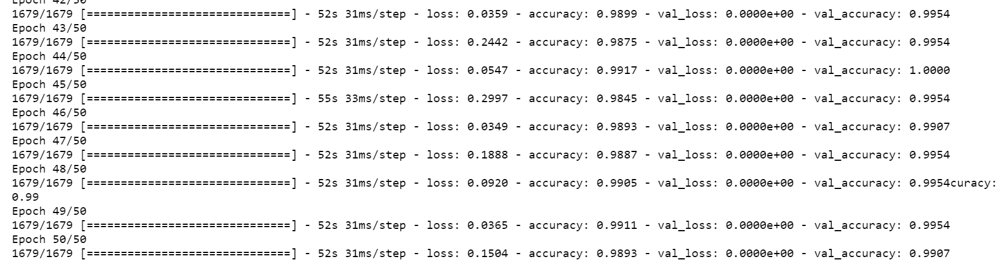 Epoch 42/50
1679/1679 [==============================] - 52s 31ms/step - loss: 0.0359 - accuracy: 0.9899 - val_loss: 0.0000e+00 - val_accuracy: 0.9954
Epoch 43/50
1679/1679 [==============================] - 52s 31ms/step - loss: 0.2442 - accuracy: 0.9875 - val_loss: 0.0000e+00 - val_accuracy: 0.9954
Epoch 44/50
1679/1679 [==============================] - 52s 31ms/step - loss: 0.0547 - accuracy: 0.9917 - val_loss: 0.0000e+00 - val_accuracy: 1.0000
Epoch 45/50
1679/1679 [==============================] - 55s 33ms/step - loss: 0.2997 - accuracy: 0.9845 - val_loss: 0.0000e+00 - val_accuracy: 0.9954
Epoch 46/50
1679/1679 [==============================] - 52s 31ms/step - loss: 0.0349 - accuracy: 0.9893 - val_loss: 0.0000e+00 - val_accuracy: 0.9907
Epoch 47/50
1679/1679 [==============================] - 52s 31ms/step - loss: 0.1888 - accuracy: 0.9887 - val_loss: 0.0000e+00 - val_accuracy: 0.9954
Epoch 48/50
1679/1679 [==============================] - 52s 31ms/step - loss: 0.0920 - accuracy: 0.9905 - val_loss: 0.0000e+00 - val_accuracy: 0.9954curacy:
0.99
Epoch 49/50
1679/1679 [==============================] - 52s 31ms/step - loss: 0.0365 - accuracy: 0.9911 - val_loss: 0.0000e+00 - val_accuracy: 0.9954
Epoch 50/50
1679/1679 [==============================] - 52s 31ms/step - loss: 0.1504 - accuracy: 0.9893 - val_loss: 0.0000e+00 - val_accuracy: 0.9907